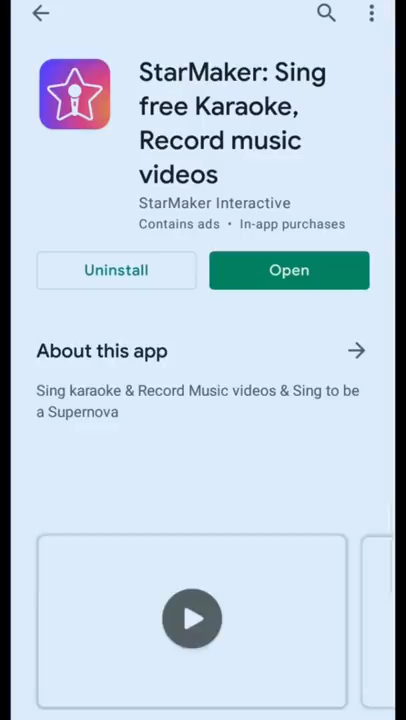 StarMaker: Sing
free Karaoke,
Record music
videos
StarMaker Interactive
Contains ads • In-app purchases
Uninstall
Open
About this app
Sing karaoke & Record Music videos & Sing to be
a Supernova